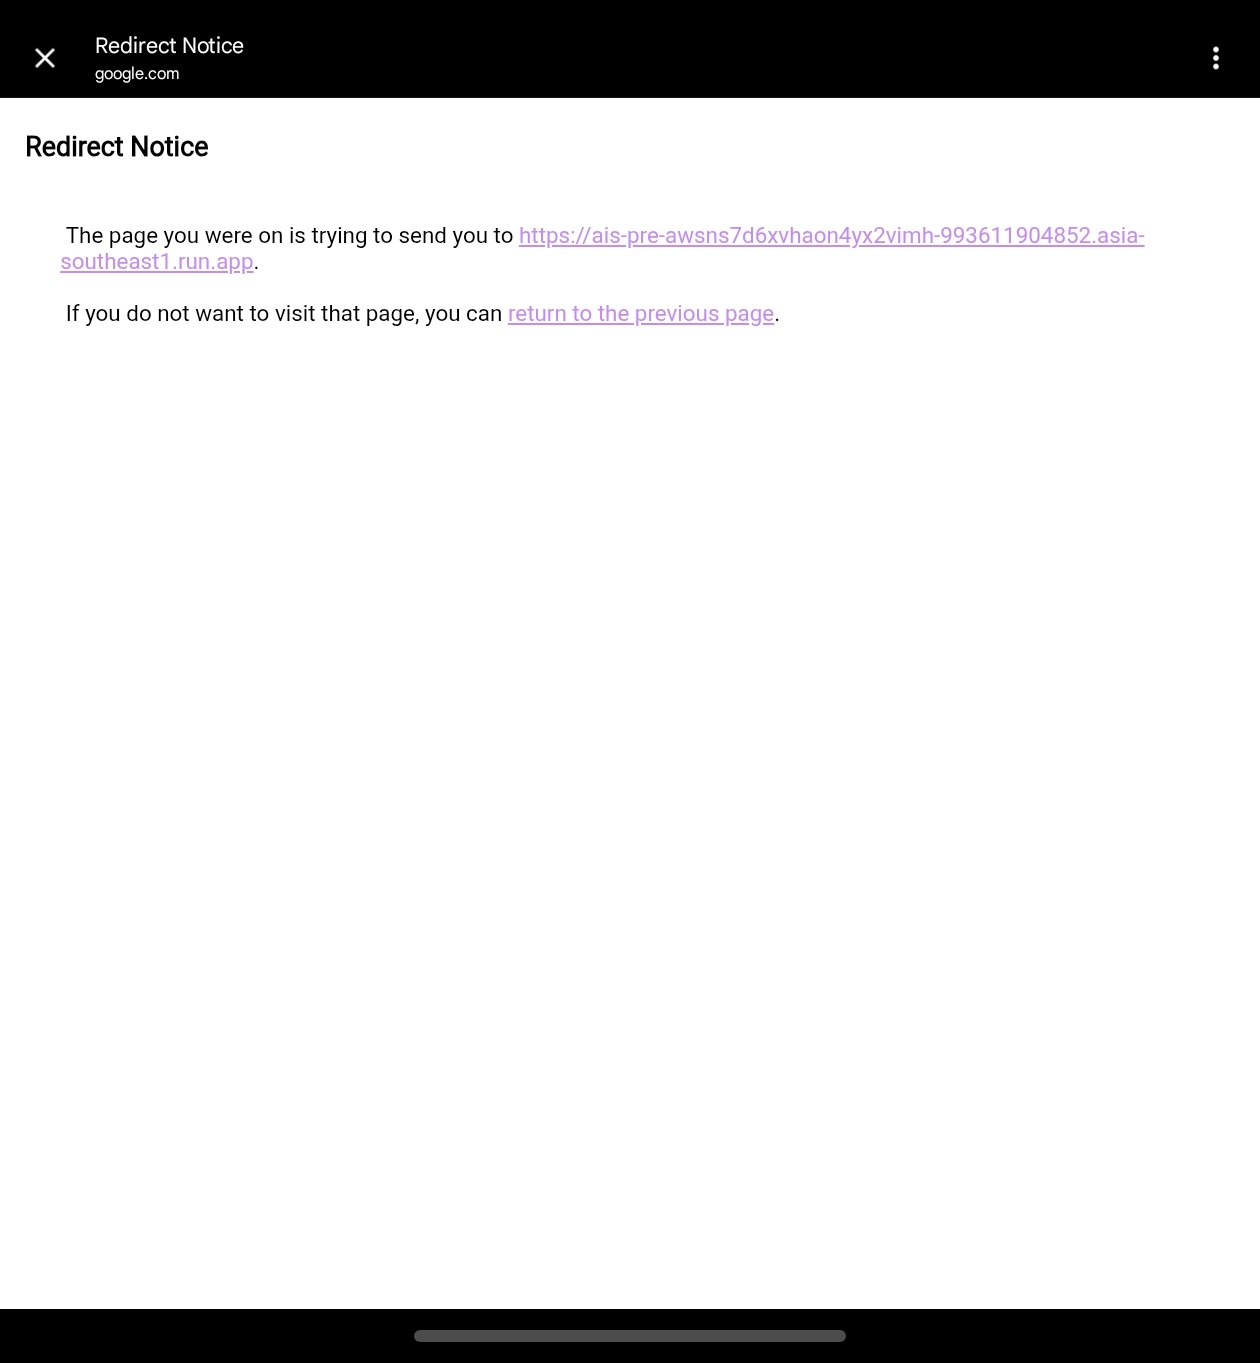 Redirect Notice
google.com
Redirect Notice
The page you were on is trying to send you to https://ais-pre-awsns7d6xvhaon4yx2vimh-993611904852.asia-
southeast1.run.app.
If you do not want to visit that page, you can return to the previous page.